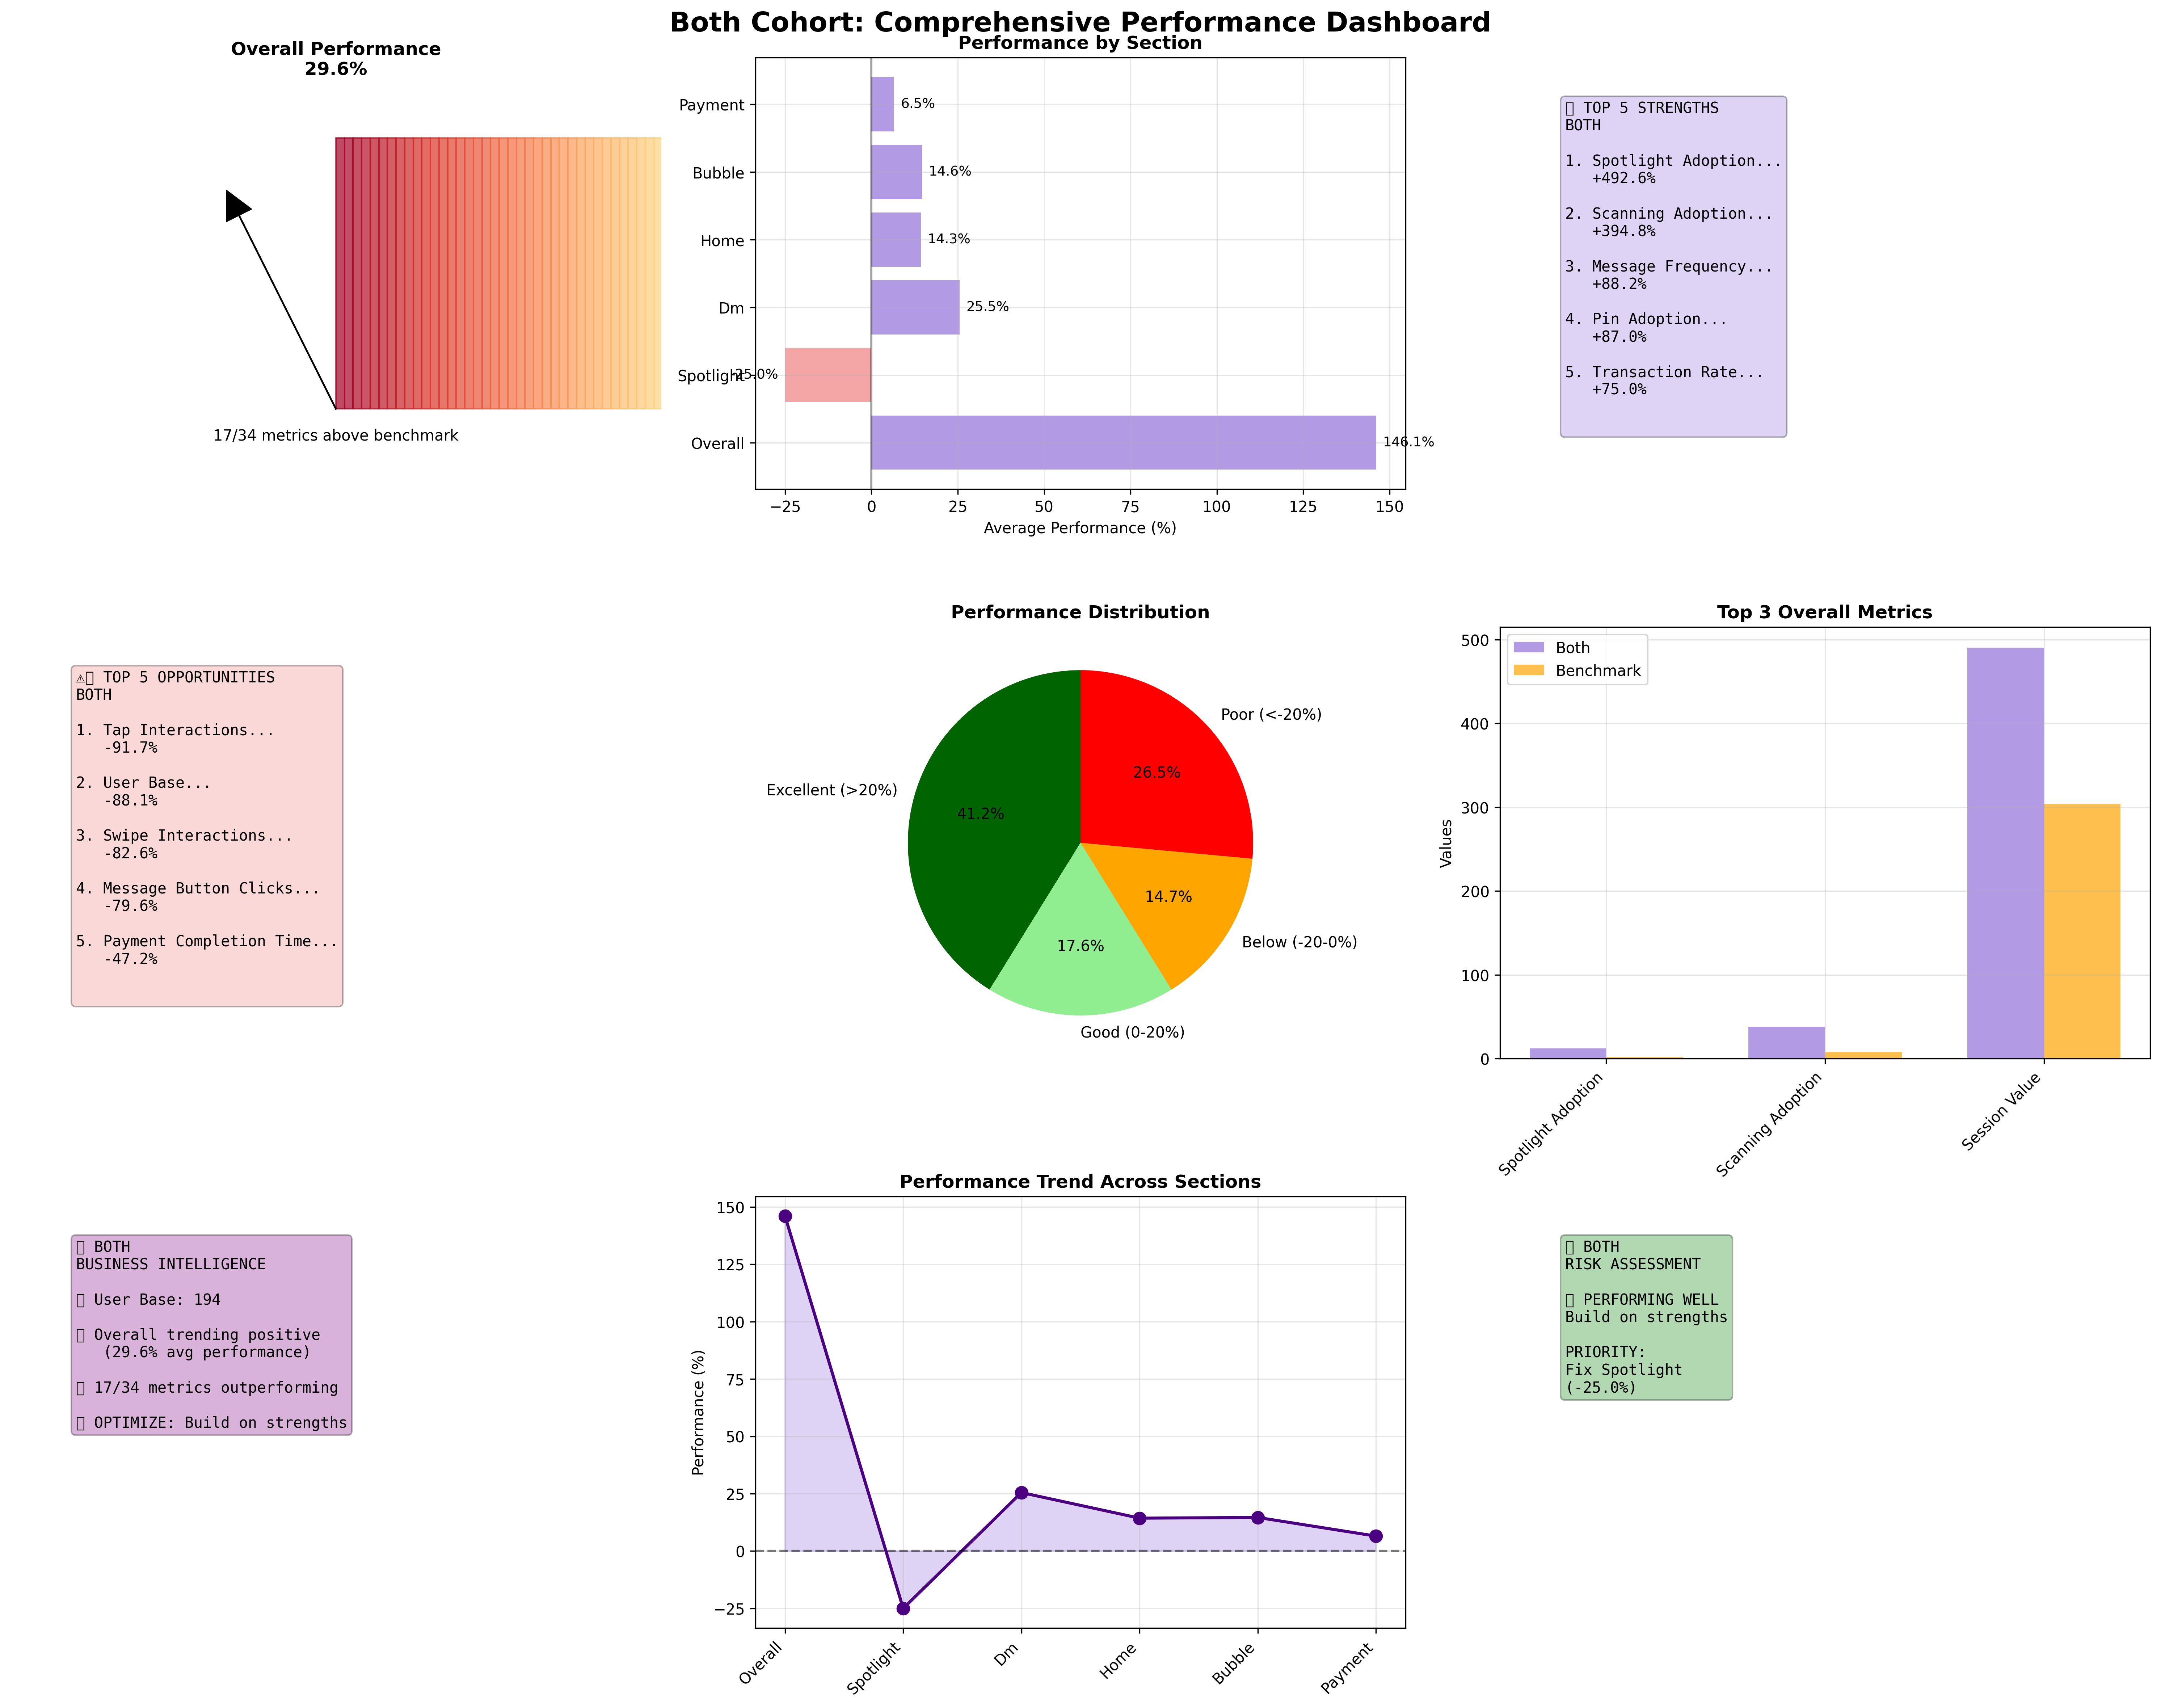 Both Cohort: Comprehensive Performance Dashboard
Overall Performance
29.6%
17/34 metrics above benchmark
Performance by Section
Payment
6.5%
Bubble
14.6%
Home
14.3%
Dm
25.5%
Spotlight
-25.0%
Overall
146.1%
−25 0 25 50 75 100 125 150
Average Performance (%)
TOP 5 STRENGTHS
BOTH
1. Spotlight Adoption...
+492.6%
2. Scanning Adoption...
+394.8%
3. Message Frequency...
+88.2%
4. Pin Adoption...
+87.0%
5. Transaction Rate...
+75.0%
⚠ TOP 5 OPPORTUNITIES
BOTH
1. Tap Interactions...
-91.7%
2. User Base...
-88.1%
3. Swipe Interactions...
-82.6%
4. Message Button Clicks...
-79.6%
5. Payment Completion Time...
-47.2%
Performance Distribution
Poor (<-20%)
26.5%
Excellent (>20%)
41.2%
14.7%
Below (-20-0%)
17.6%
Good (0-20%)
Top 3 Overall Metrics
Both
Benchmark
500
400
300
200
100
0
Values
Spotlight Adoption
Scanning Adoption
Session Value
BOTH
BUSINESS INTELLIGENCE
User Base: 194
Overall trending positive
(29.6% avg performance)
17/34 metrics outperforming
OPTIMIZE: Build on strengths
Performance Trend Across Sections
150
125
100
75
50
25
0
−25
Performance (%)
Overall
Spotlight
Dm
Home
Bubble
Payment
BOTH
RISK ASSESSMENT
PERFORMING WELL
Build on strengths
PRIORITY:
Fix Spotlight
(-25.0%)